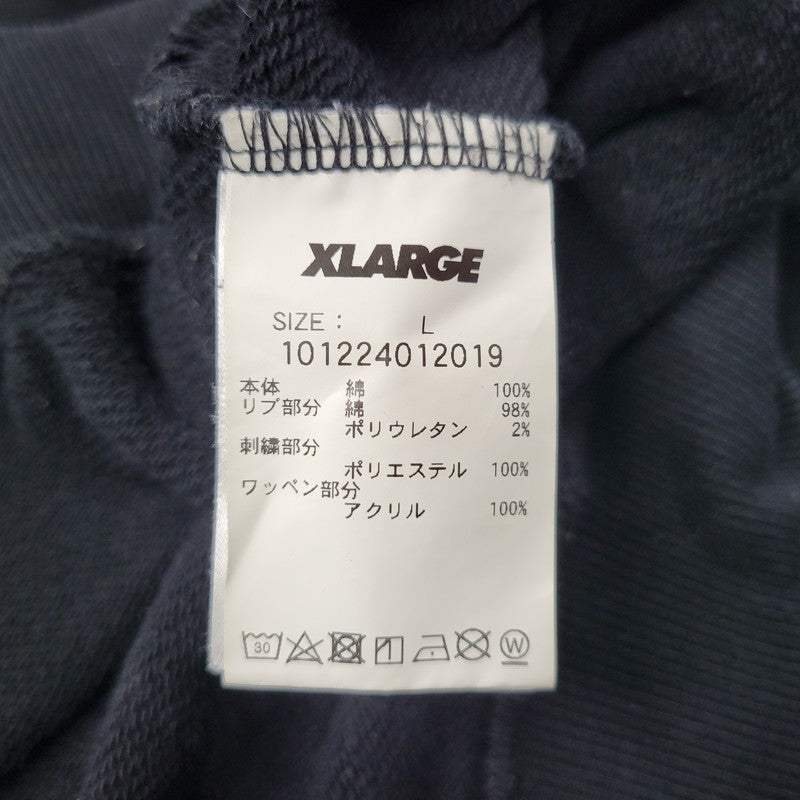 XLARGE
SIZE： L
101224012019
本体 綿 100%
リブ部分 綿 98%
ポリウレタン 2%
刺繍部分
ポリエステル 100%
ワッペン部分
アクリル 100%
30 W